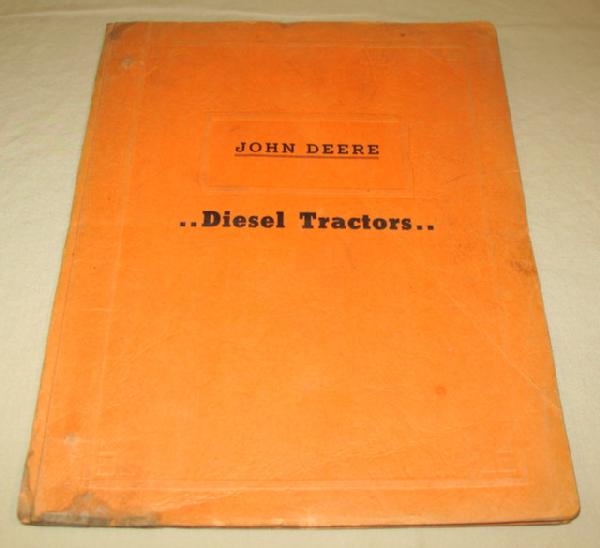 JOHN DEERE
..Diesel Tractors..